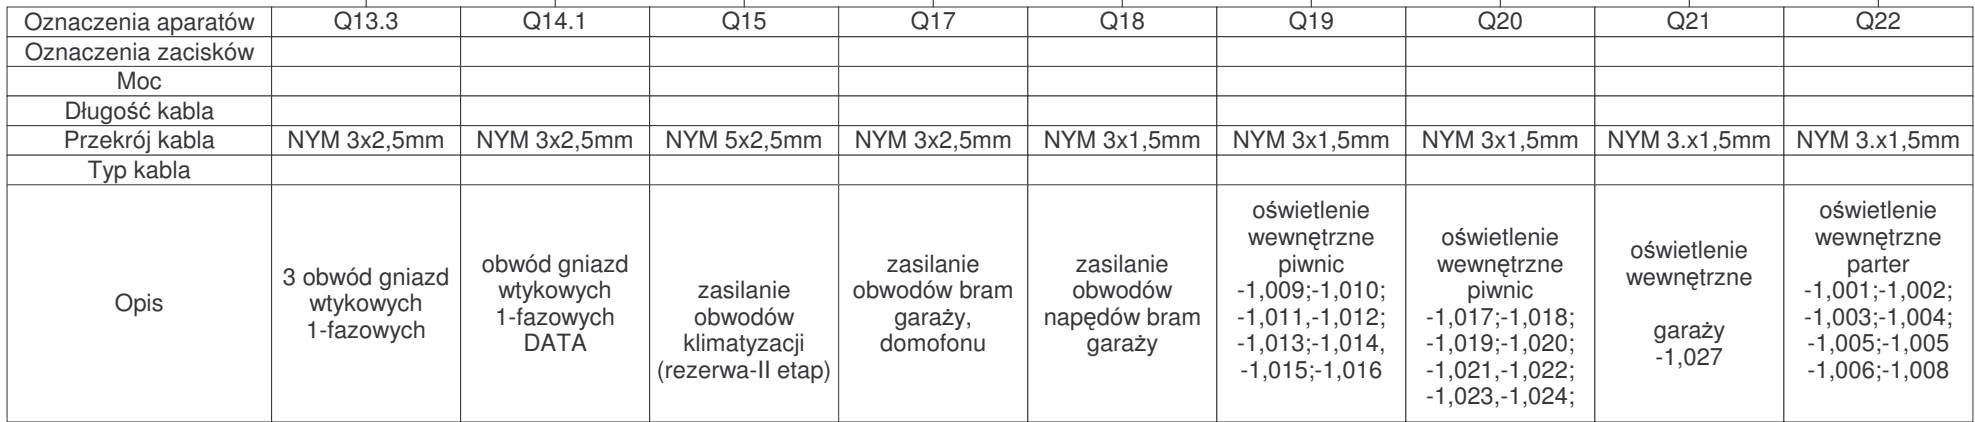 Oznaczenia aparatów Q13.3 Q14.1 Q15 Q17 Q18 Q19 Q20 Q21 Q22
Oznaczenia zacisków
Moc
Długość kabla
Przekrój kabla NYM 3x2,5mm NYM 3x2,5mm NYM 5x2,5mm NYM 3x2,5mm NYM 3x1,5mm NYM 3x1,5mm NYM 3x1,5mm NYM 3.x1,5mm NYM 3.x1,5mm
Typ kabla
Opis
3 obwód gniazd
wtykowych
1-fazowych
obwód gniazd
wtykowych
1-fazowych
DATA
zasilanie
obwodów
klimatyzacji
(rezerwa-II etap)
zasilanie
obwodów bram
garaży,
domofonu
zasilanie
obwodów
napędów bram
garaży
oświetlenie
wewnętrzne
piwnic
-1,009;-1,010;
-1,011,-1,012;
-1,013;-1,014,
-1,015;-1,016
oświetlenie
wewnętrzne
piwnic
-1,017;-1,018;
-1,019;-1,020;
-1,021,-1,022;
-1,023,-1,024;
oświetlenie
wewnętrzne
garaży
-1,027
oświetlenie
wewnętrzne
parter
-1,001;-1,002;
-1,003;-1,004;
-1,005;-1,005
-1,006;-1,008